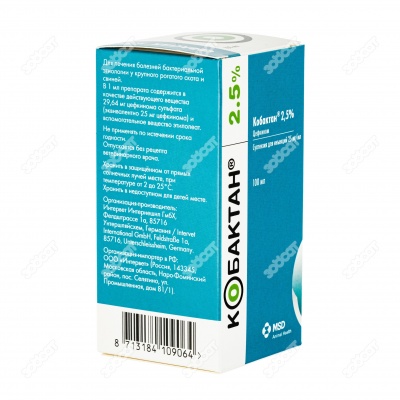 Для лечения болезней бактериальной
этиологии у крупного рогатого скота и
свиней.
В 1 мл препарата содержится в
качестве действующего вещества
29,64 мг цефкинома сульфата
(эквивалентно 25 мг цефкинома) и
вспомогательное вещество этилолеат.
Не применять по истечении срока
годности.
Отпускается без рецепта
ветеринарного врача.
Хранить в защищённом от прямых
солнечных лучей месте, при
температуре от 2 до 25°C.
Хранить в недоступном для детей месте.
Организация-производитель:
Интервет Интернешнл ГмбХ,
Фельдштрассе 1а, 85716
Унтершляйсхайм, Германия / Intervet
International GmbH, Feldstraße 1a,
85716, Unterschleissheim, Germany
Организация-импортер в РФ:
ООО «Интервет» (Россия, 143345,
Московская область, Наро-Фоминский
район, пос. Селятино, ул.
Промышленная, дом 81/1)
8 713184 109064 >
КОБАКТАН® 2.5%
Кобактан® 2,5%
Цефкином
Суспензия для инъекций 25 мг/мл
100 мл
MSD
Animal Health